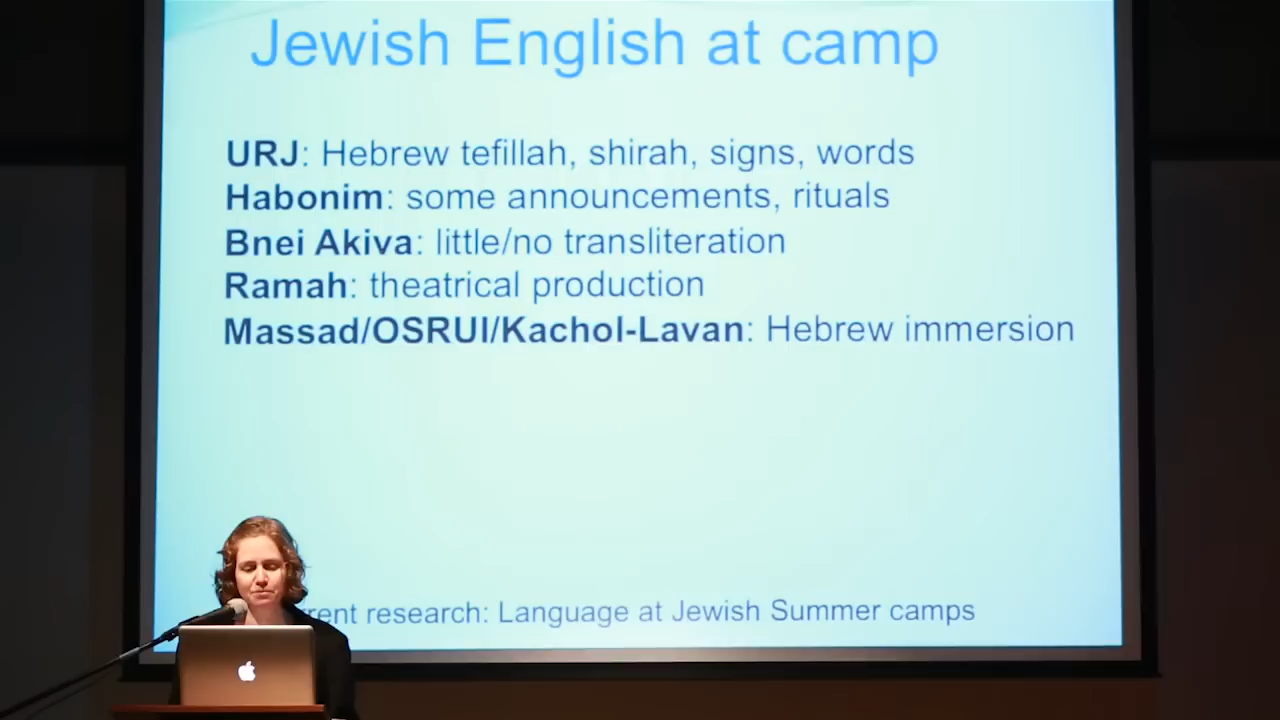 Jewish English at camp
URJ: Hebrew tefillah, shirah, signs, words
Habonim: some announcements, rituals
Bnei Akiva: little/no transliteration
Ramah: theatrical production
Massad/OSRUI/Kachol-Lavan: Hebrew immersion
research: Language at Jewish Summer camps